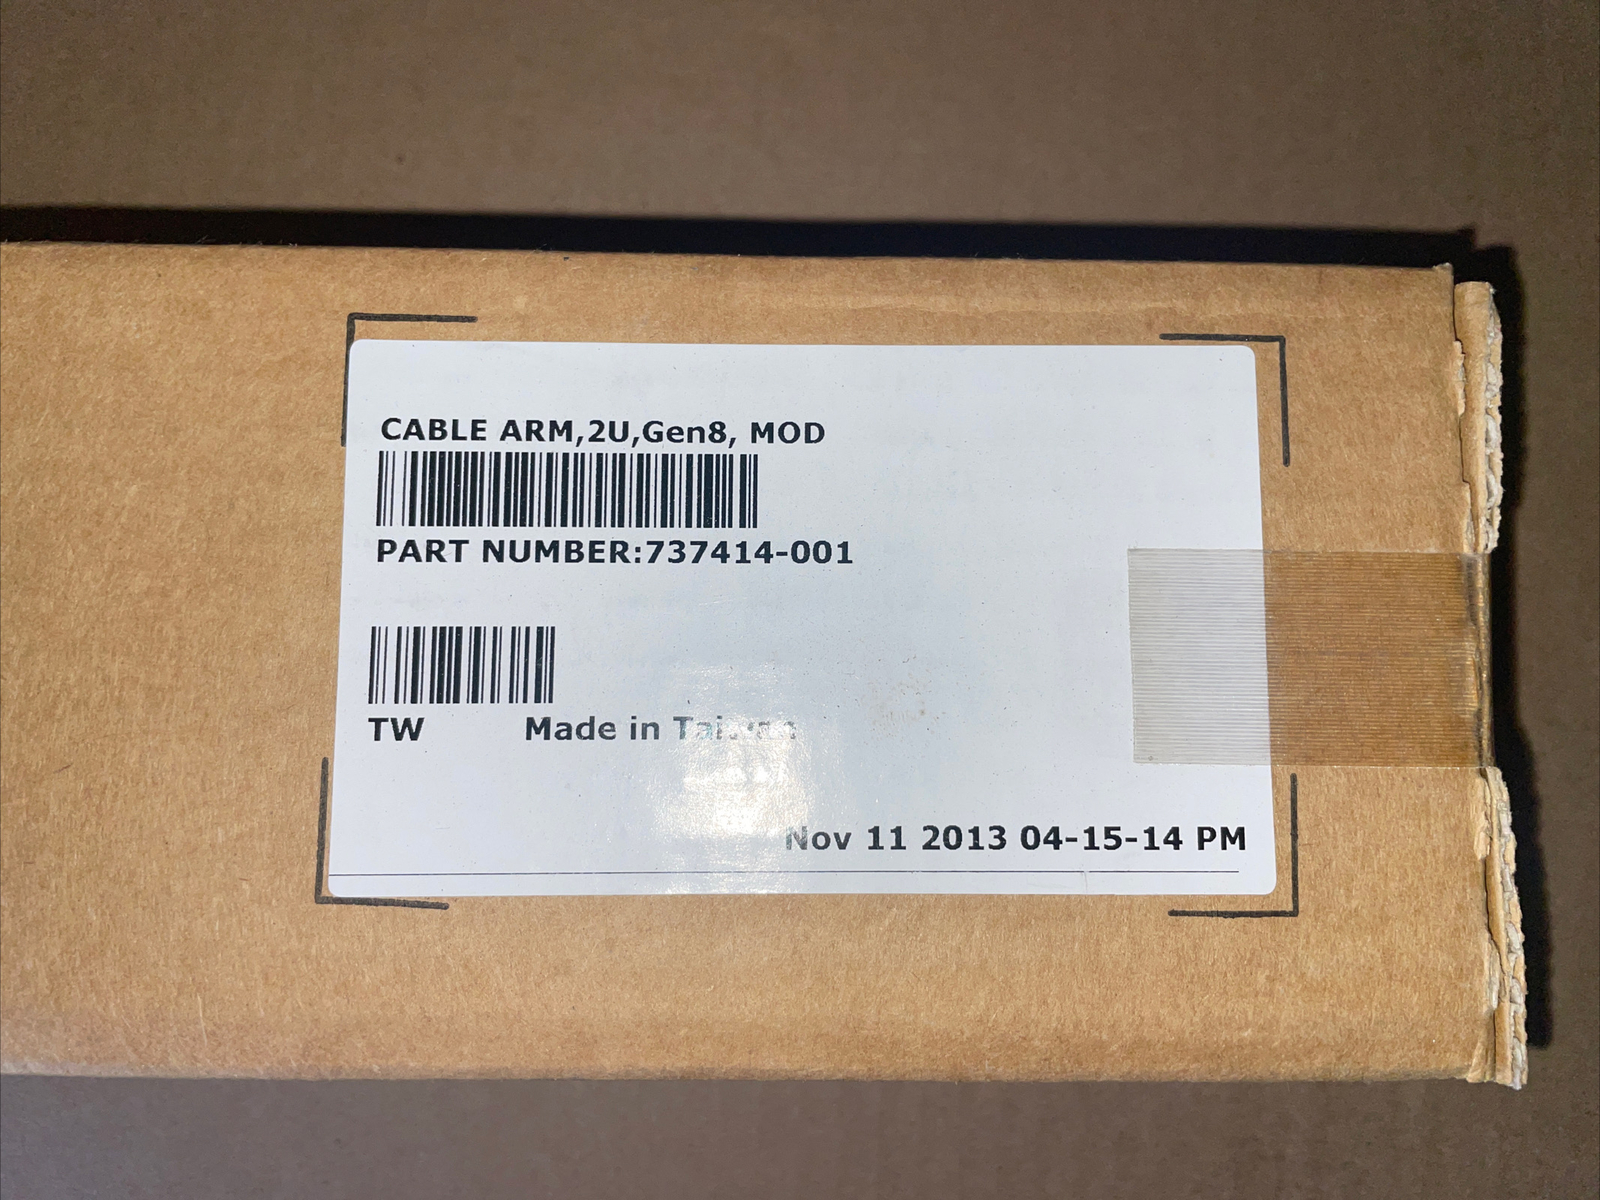 CABLE ARM,2U,Gen8, MOD
PART NUMBER:737414-001
TW Made in Taiwan
Nov 11 2013 04-15-14 PM